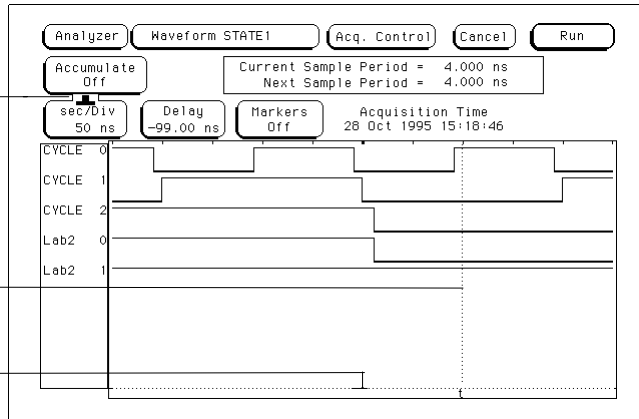 Analyzer Waveform STATE1 Acq. Control Cancel Run
Accumulate
Off
Current Sample Period = 4.000 ns
Next Sample Period = 4.000 ns
sec/Div
50 ns
Delay
-99.00 ns
Markers
Off
Acquisition Time
28 Oct 1995 15:18:46
CYCLE 0
CYCLE 1
CYCLE 2
Lab2 0
Lab2 1
t